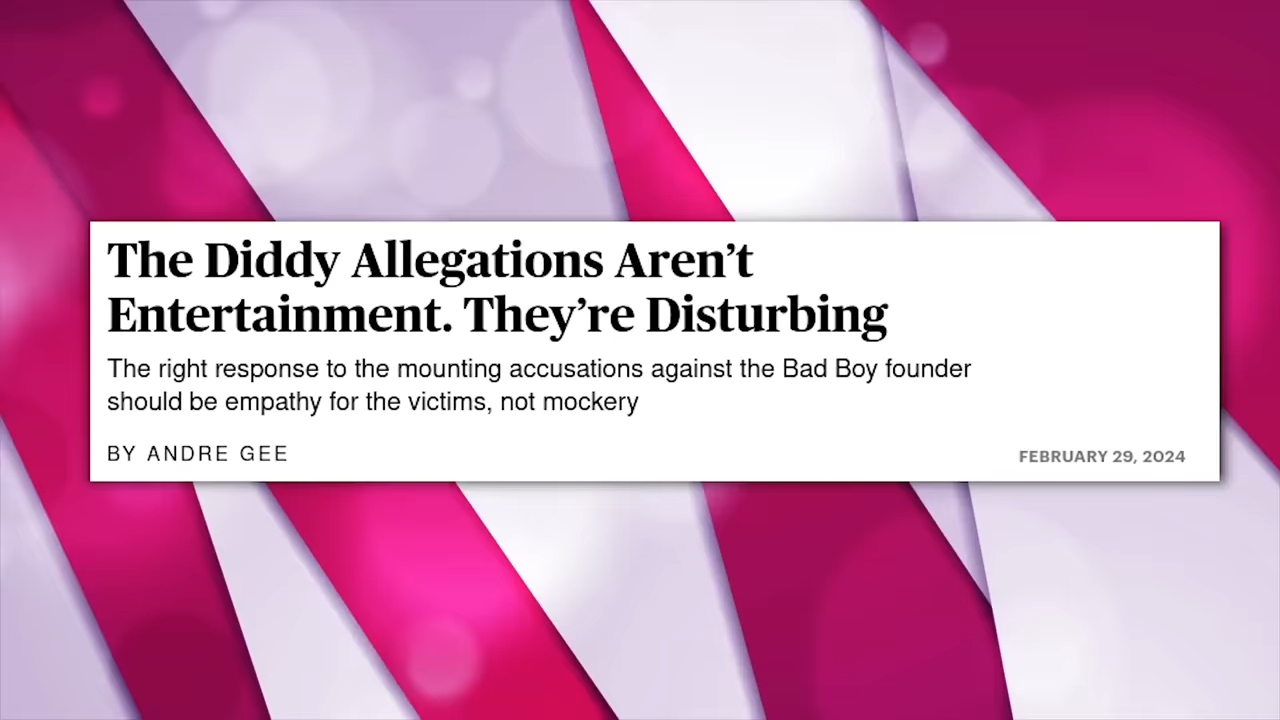 The Diddy Allegations Aren’t
Entertainment. They’re Disturbing
The right response to the mounting accusations against the Bad Boy founder
should be empathy for the victims, not mockery
BY ANDRE GEE
FEBRUARY 29, 2024